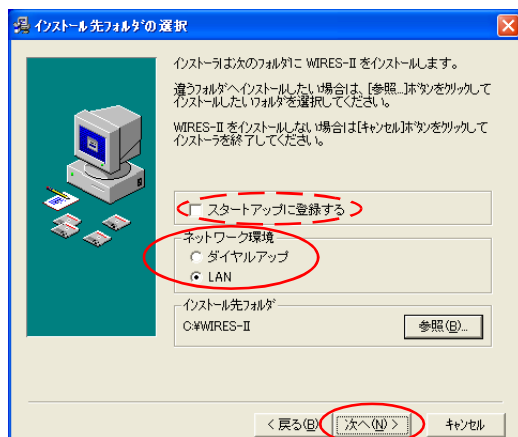 インストール先フォルダの選択
インストーラは次のフォルダに WIRES-II をインストールします。
違うフォルダへインストールしたい場合は、[参照...]ボタンをクリックして
インストールしたいフォルダを選択してください。
WIRES-II をインストールしない場合は[キャンセル]ボタンをクリックして
インストーラを終了してください。
スタートアップに登録する
ネットワーク環境
ダイヤルアップ
LAN
インストール先フォルダ
C:¥WIRES-II
参照(B)...
< 戻る(B)
次へ(N) >
キャンセル